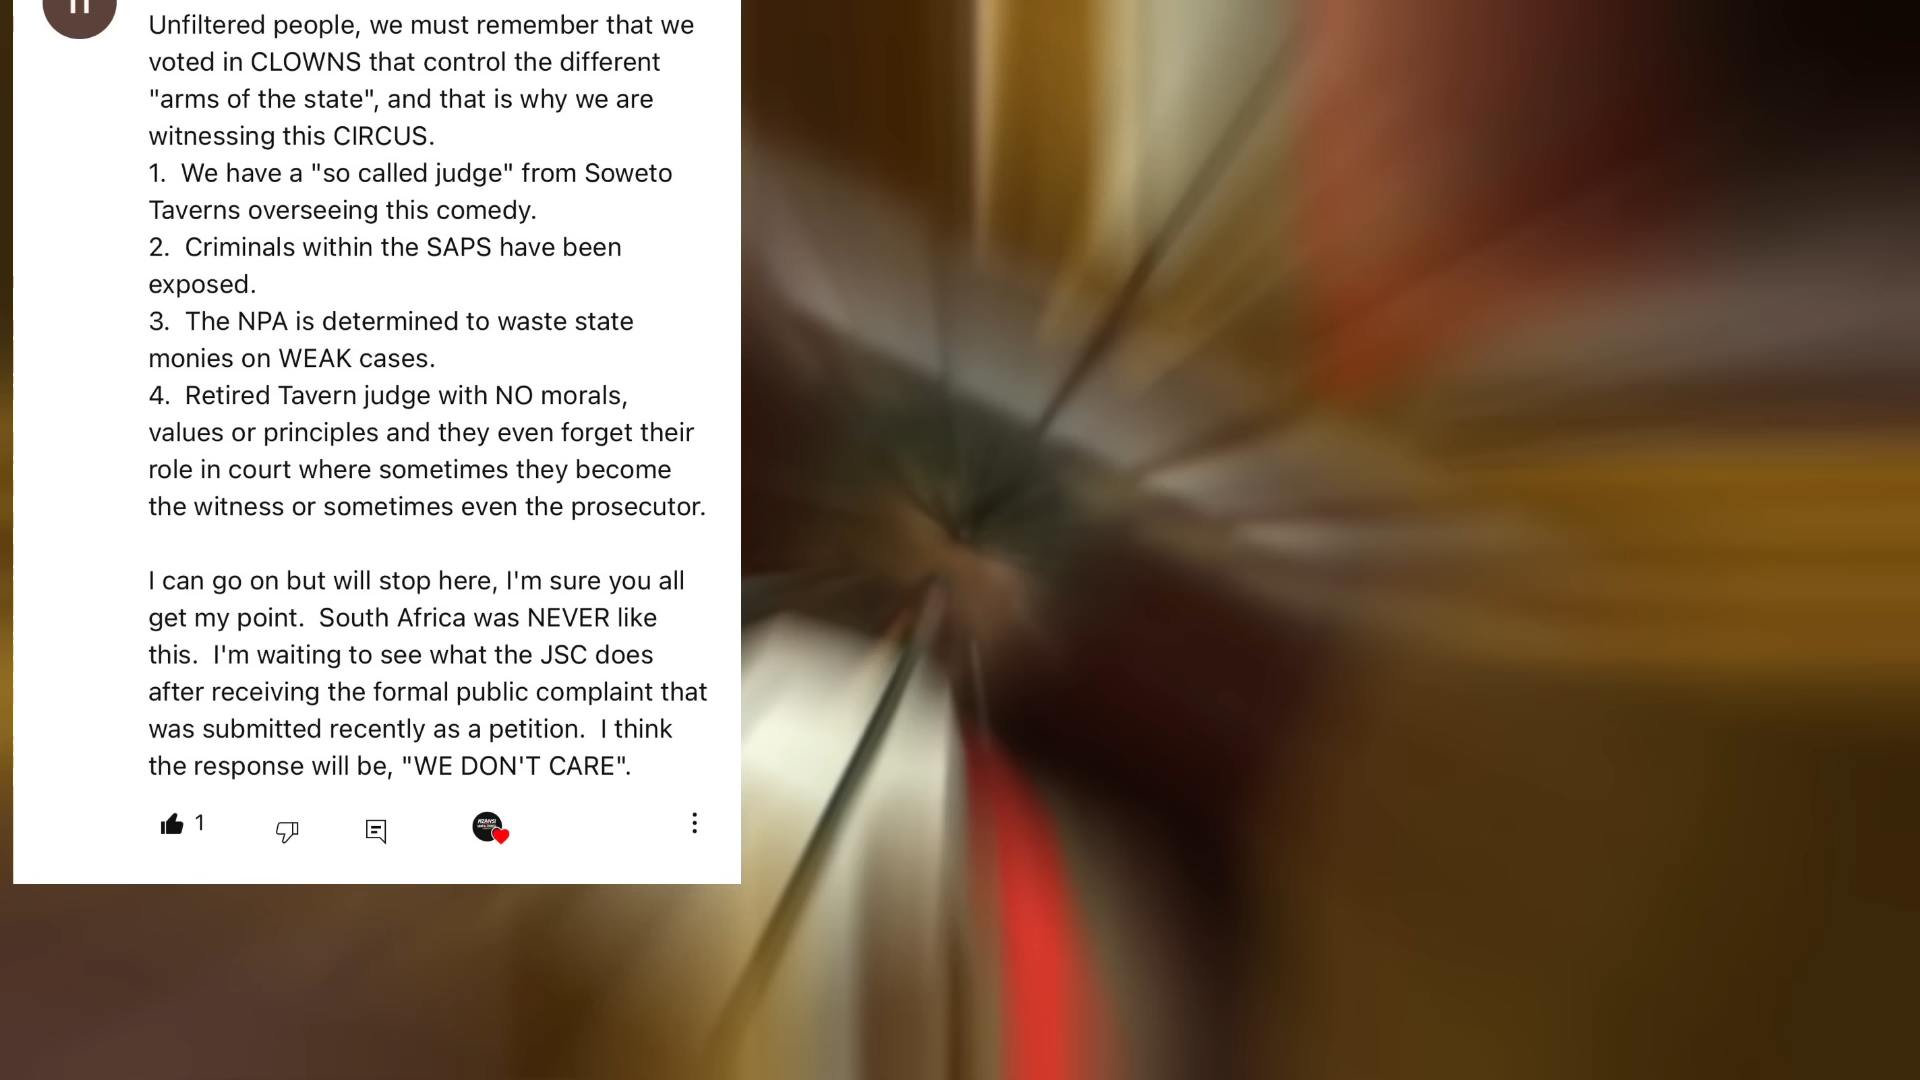 Unfiltered people, we must remember that we
voted in CLOWNS that control the different
"arms of the state", and that is why we are
witnessing this CIRCUS.
1.  We have a "so called judge" from Soweto
Taverns overseeing this comedy.
2.  Criminals within the SAPS have been
exposed.
3.  The NPA is determined to waste state
monies on WEAK cases.
4.  Retired Tavern judge with NO morals,
values or principles and they even forget their
role in court where sometimes they become
the witness or sometimes even the prosecutor.
I can go on but will stop here, I'm sure you all
get my point.  South Africa was NEVER like
this.  I'm waiting to see what the JSC does
after receiving the formal public complaint that
was submitted recently as a petition.  I think
the response will be, "WE DON'T CARE".
1